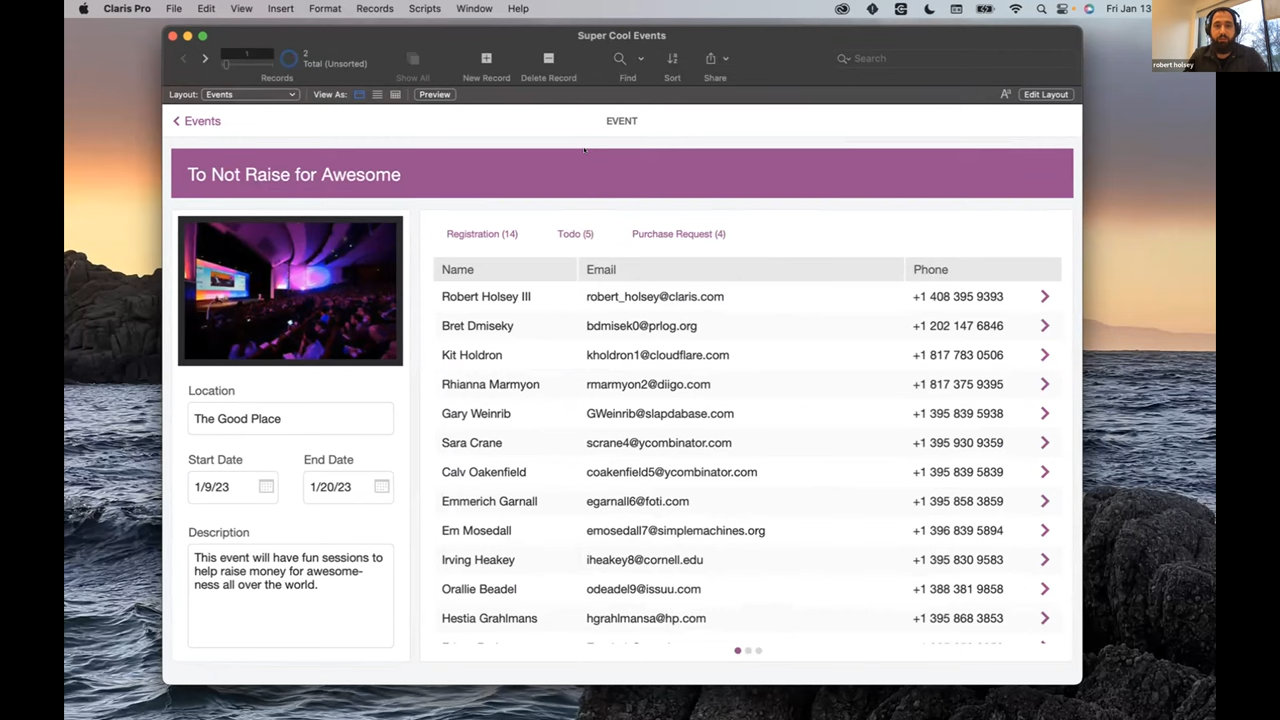 Claris Pro File Edit View Insert Format Records Scripts Window Help Fri Jan 13
robert holsey
Super Cool Events
1
2
Total (Unsorted)
Records
Show All
New Record
Delete Record
Find
Sort
Share
Search
Layout: Events
View As:
Preview
Edit Layout
Events
EVENT
To Not Raise for Awesome
Location
The Good Place
Start Date End Date
1/9/23 1/20/23
Description
This event will have fun sessions to
help raise money for awesome-
ness all over the world.
Registration (14) Todo (5) Purchase Request (4)
Name Email Phone
Robert Holsey III robert_holsey@claris.com +1 408 395 9393
Bret Dmiseky bdmisek0@prlog.org +1 202 147 6846
Kit Holdron kholdron1@cloudflare.com +1 817 783 0506
Rhianna Marmyon rmarmyon2@diigo.com +1 817 375 9395
Gary Weinrib GWeinrib@slapdabase.com +1 395 839 5938
Sara Crane scrane4@ycombinator.com +1 395 930 9359
Calv Oakenfield coakenfield5@ycombinator.com +1 395 839 5839
Emmerich Garnall egarnall6@foti.com +1 395 858 3859
Em Mosedall emosedall7@simplemachines.org +1 396 839 5894
Irving Heakey iheakey8@cornell.edu +1 395 830 9583
Orallie Beadel odeadel9@issuu.com +1 388 381 9858
Hestia Grahlmans hgrahlmansa@hp.com +1 395 868 3853